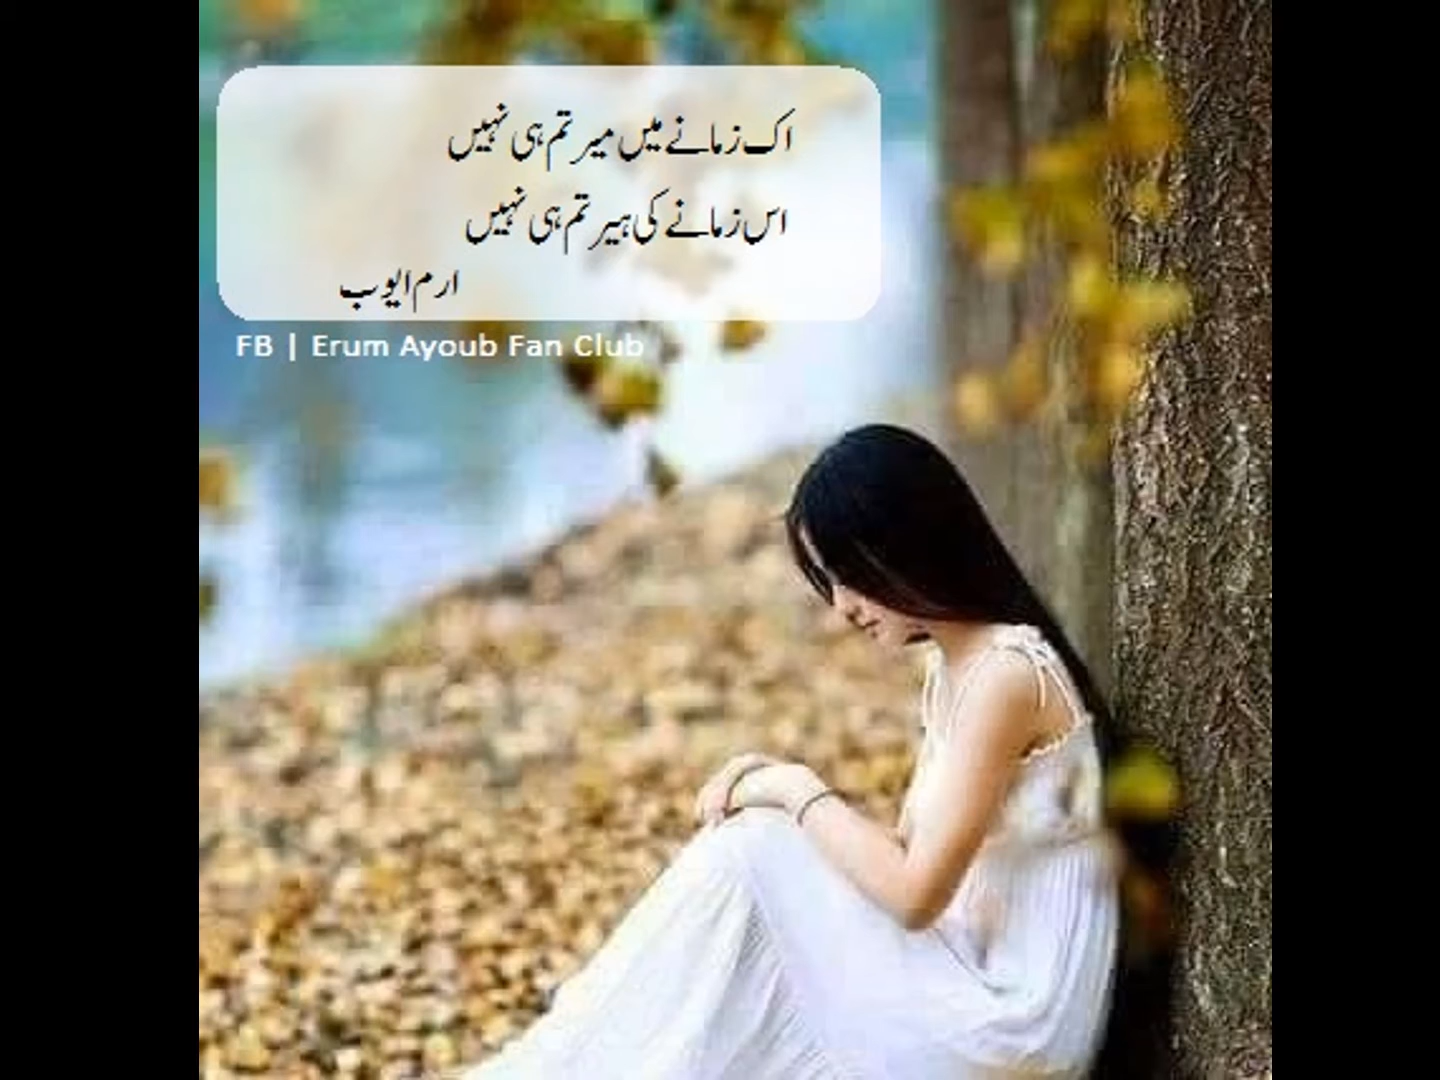 اک زمانے میں میر تم ہی نہیں
اس زمانے کی ہیر تم ہی نہیں
ارم ایوب
FB | Erum Ayoub Fan Club